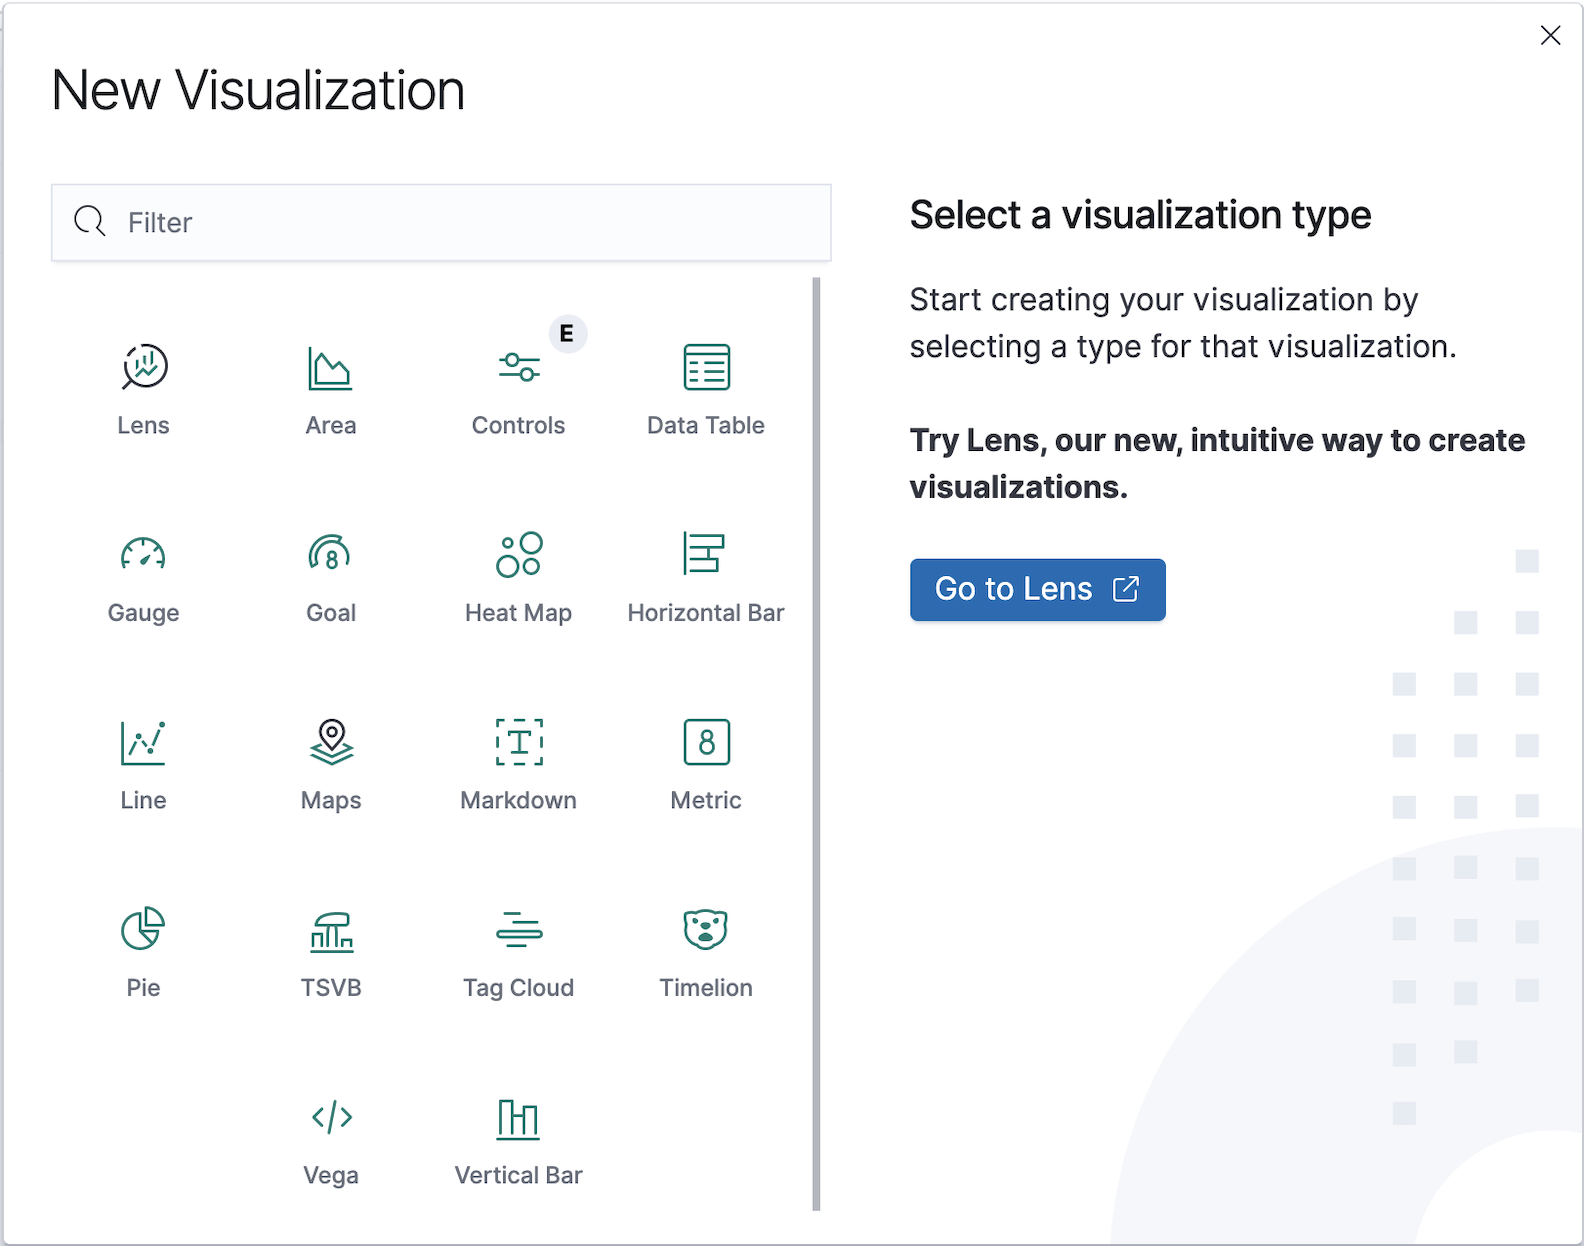 New Visualization
Filter
Select a visualization type
Start creating your visualization by
selecting a type for that visualization.
Try Lens, our new, intuitive way to create
visualizations.
Go to Lens
E
Lens Area Controls Data Table
8
Gauge Goal Heat Map Horizontal Bar
T 8
Line Maps Markdown Metric
Pie TSVB Tag Cloud Timelion
</>
Vega Vertical Bar